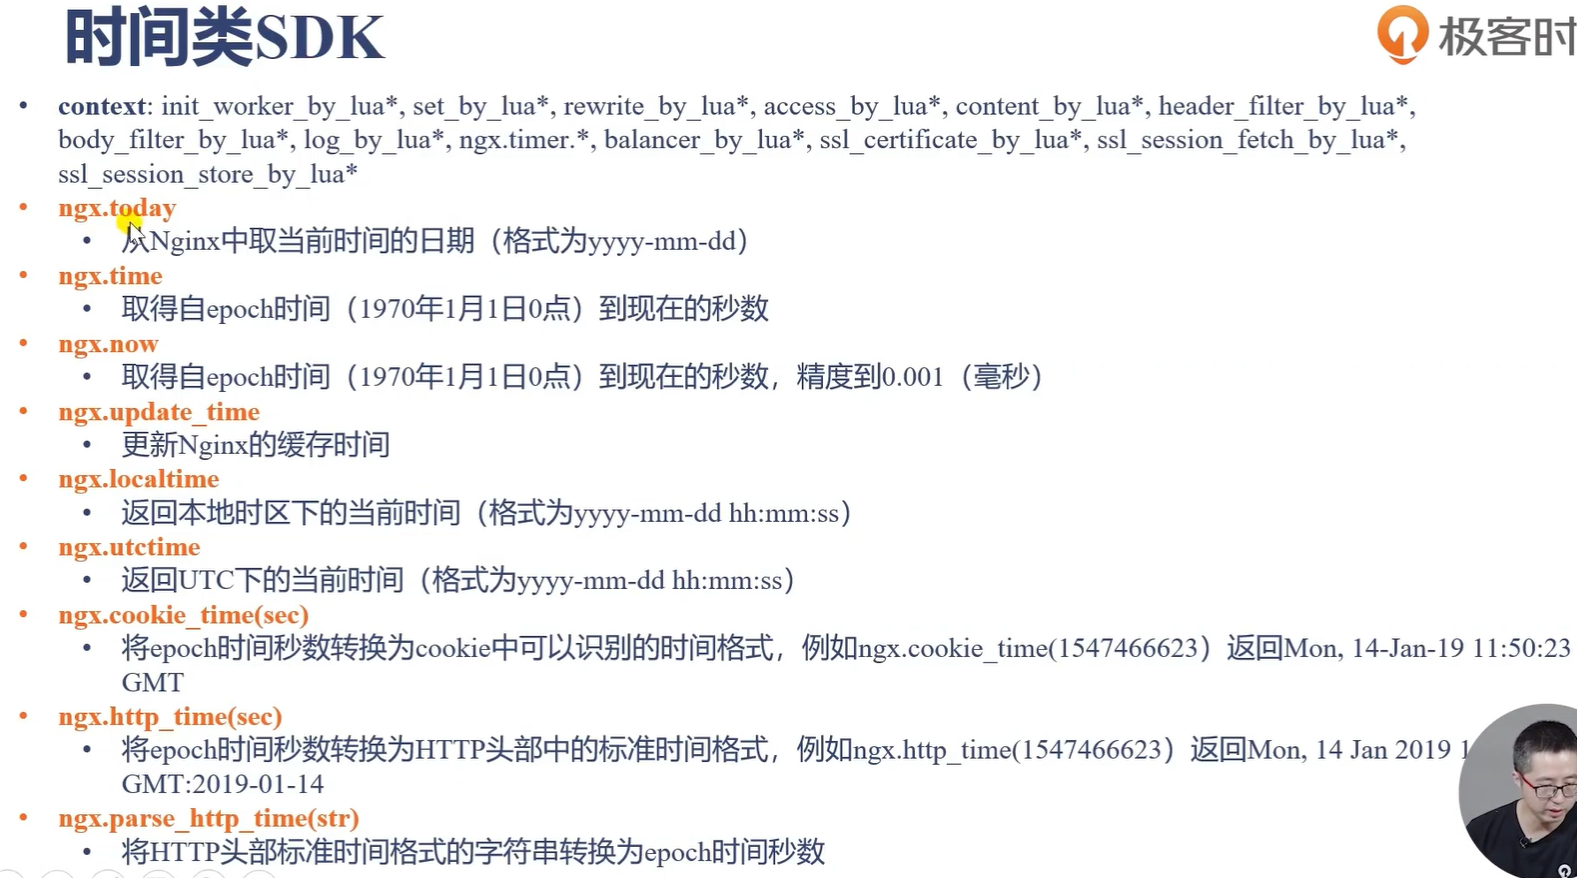 时间类SDK
极客时
• context: init_worker_by_lua*, set_by_lua*, rewrite_by_lua*, access_by_lua*, content_by_lua*, header_filter_by_lua*,
body_filter_by_lua*, log_by_lua*, ngx.timer.*, balancer_by_lua*, ssl_certificate_by_lua*, ssl_session_fetch_by_lua*,
ssl_session_store_by_lua*
• ngx.today
• 从Nginx中取当前时间的日期（格式为yyyy-mm-dd）
• ngx.time
• 取得自epoch时间（1970年1月1日0点）到现在的秒数
• ngx.now
• 取得自epoch时间（1970年1月1日0点）到现在的秒数，精度到0.001（毫秒）
• ngx.update_time
• 更新Nginx的缓存时间
• ngx.localtime
• 返回本地时区下的当前时间（格式为yyyy-mm-dd hh:mm:ss）
• ngx.utctime
• 返回UTC下的当前时间（格式为yyyy-mm-dd hh:mm:ss）
• ngx.cookie_time(sec)
• 将epoch时间秒数转换为cookie中可以识别的时间格式，例如ngx.cookie_time(1547466623）返回Mon, 14-Jan-19 11:50:23
GMT
• ngx.http_time(sec)
• 将epoch时间秒数转换为HTTP头部中的标准时间格式，例如ngx.http_time(1547466623）返回Mon, 14 Jan 2019
GMT:2019-01-14
• ngx.parse_http_time(str)
• 将HTTP头部标准时间格式的字符串转换为epoch时间秒数